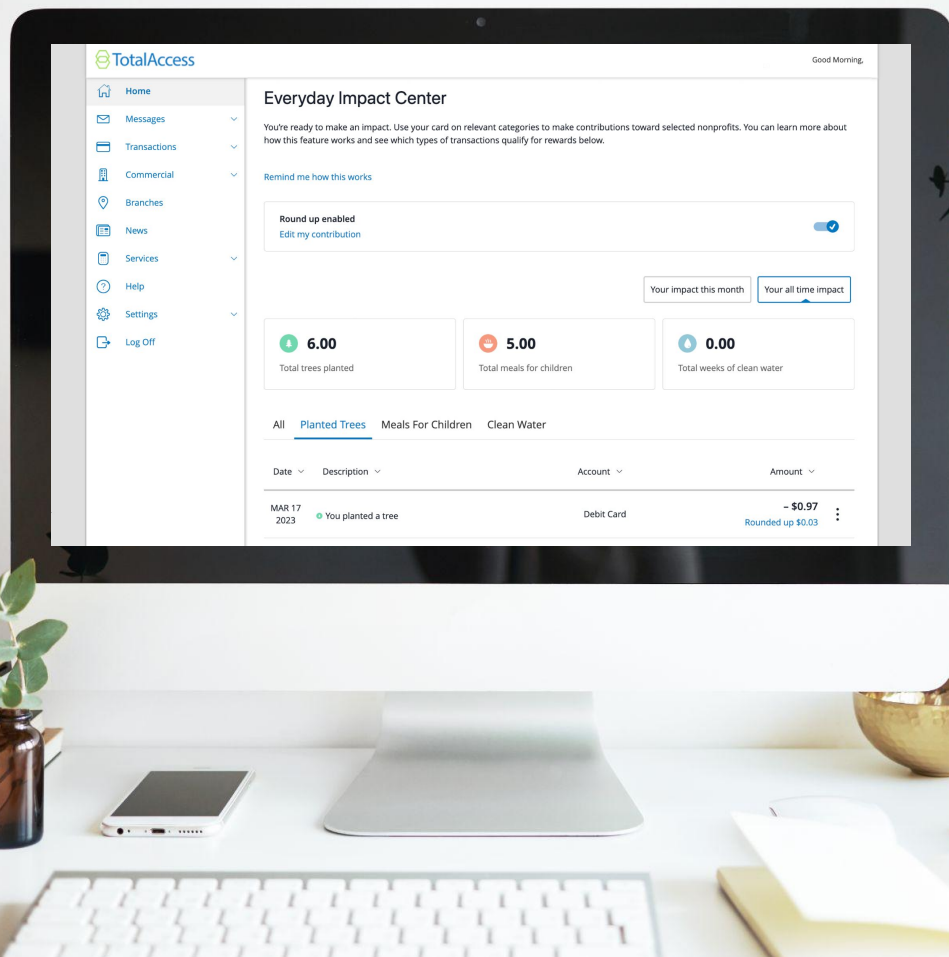 TotalAccess
Good Morning,
Home
Messages
Transactions
Commercial
Branches
News
Services
Help
Settings
Log Off
Everyday Impact Center
You're ready to make an impact. Use your card on relevant categories to make contributions toward selected nonprofits. You can learn more about
how this feature works and see which types of transactions qualify for rewards below.
Remind me how this works
Round up enabled
Edit my contribution
Your impact this month
Your all time impact
6.00
Total trees planted
5.00
Total meals for children
0.00
Total weeks of clean water
All Planted Trees Meals For Children Clean Water
Date Description Account Amount
MAR 17
2023
You planted a tree
Debit Card
– $0.97
Rounded up $0.03